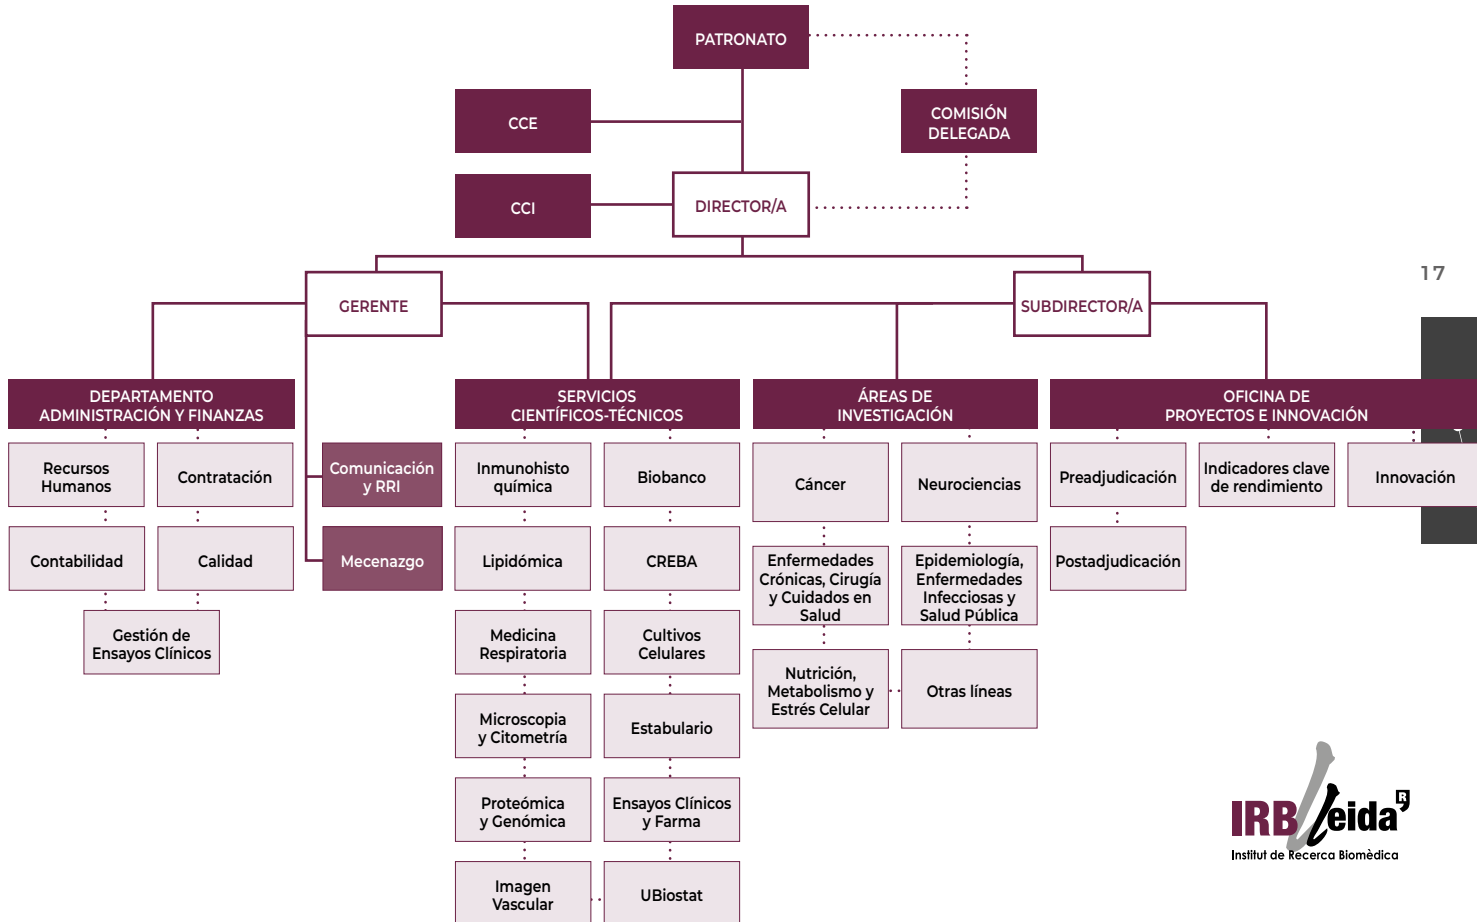 PATRONATO
CCE
COMISIÓN
DELEGADA
CCI
DIRECTOR/A
17
GERENTE
SUBDIRECTOR/A
DEPARTAMENTO
ADMINISTRACIÓN Y FINANZAS
SERVICIOS
CIENTÍFICOS-TÉCNICOS
ÁREAS DE
INVESTIGACIÓN
OFICINA DE
PROYECTOS E INNOVACIÓN
Recursos
Humanos
Contratación
Contabilidad
Calidad
Gestión de
Ensayos Clínicos
Comunicación
y RRI
Mecenazgo
Inmunohisto
química
Biobanco
Lipidómica
CREBA
Medicina
Respiratoria
Cultivos
Celulares
Microscopia
y Citometría
Estabulario
Proteómica
y Genómica
Ensayos Clínicos
y Farma
Imagen
Vascular
UBiostat
Cáncer
Neurociencias
Enfermedades
Crónicas, Cirugía
y Cuidados en
Salud
Epidemiología,
Enfermedades
Infecciosas y
Salud Pública
Nutrición,
Metabolismo y
Estrés Celular
Otras líneas
Preadjudicación
Indicadores clave
de rendimiento
Innovación
Postadjudicación
IRBLleida R
Institut de Recerca Biomèdica